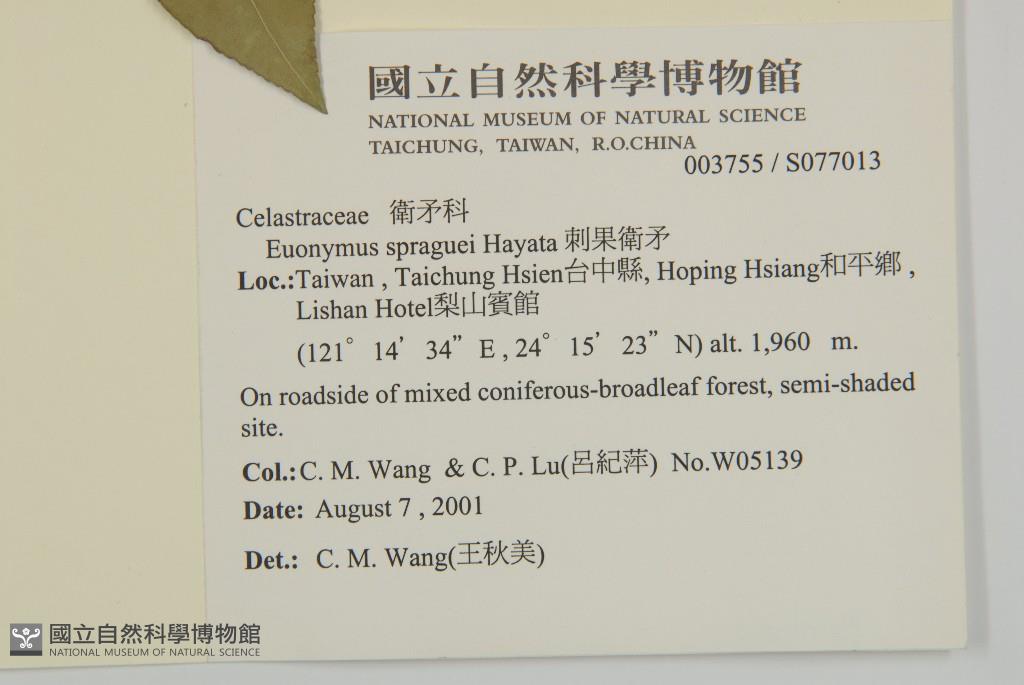 國立自然科學博物館
NATIONAL MUSEUM OF NATURAL SCIENCE
TAICHUNG, TAIWAN, R.O.CHINA
003755 / S077013
Celastraceae 衛矛科
Euonymus spraguei Hayata 刺果衛矛
Loc.:Taiwan , Taichung Hsien台中縣, Hoping Hsiang和平鄉 ,
Lishan Hotel梨山賓館
(121° 14’ 34” E , 24° 15’ 23” N) alt. 1,960 m.
On roadside of mixed coniferous-broadleaf forest, semi-shaded
site.
Col.:C. M. Wang & C. P. Lu(呂紀萍) No.W05139
Date: August 7 , 2001
Det.: C. M. Wang(王秋美)
國立自然科學博物館
NATIONAL MUSEUM OF NATURAL SCIENCE